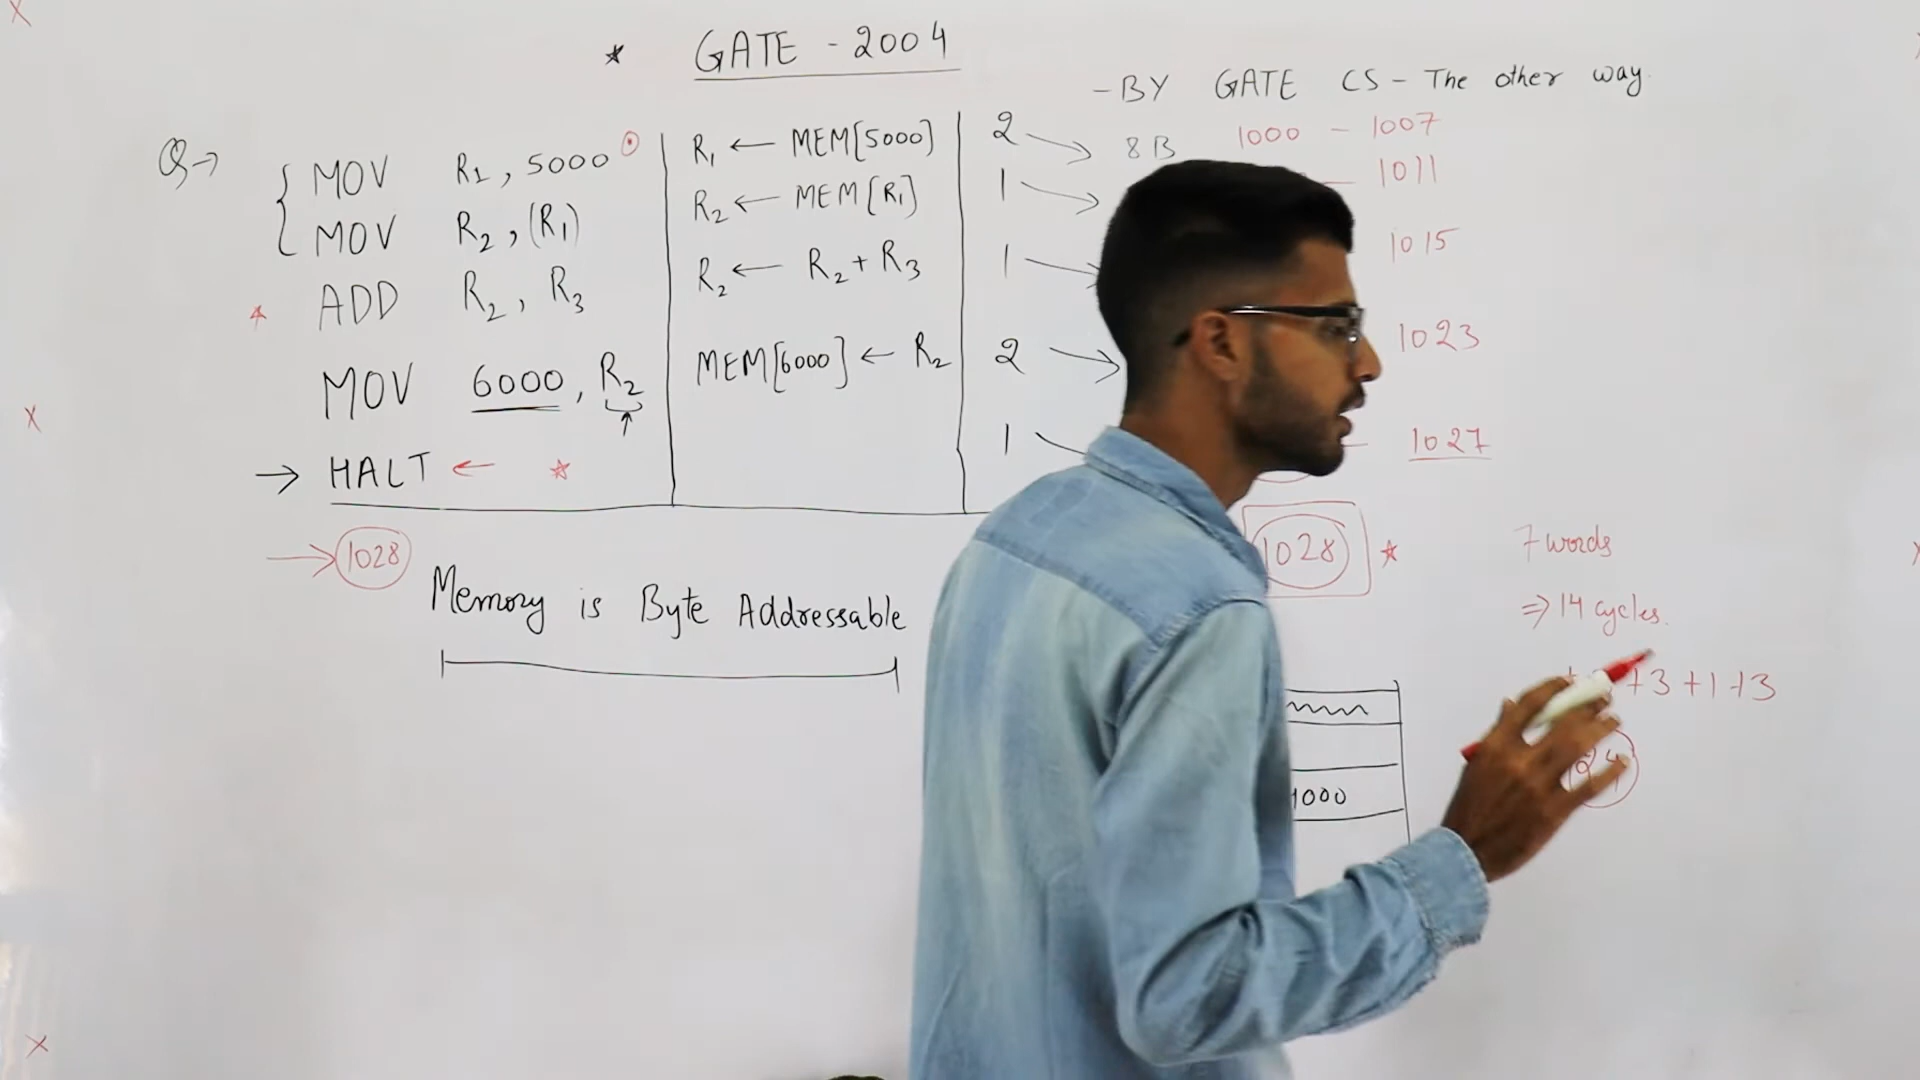 * GATE - 2004
- BY GATE CS - The other way
Q→ MOV R1, 5000 R1 ← MEM[5000] 2 → 8B 1000 - 1007
MOV R2, (R1) R2 ← MEM[R1] 1 → - 1011
* ADD R2, R3 R2 ← R2 + R3 1 → 1015
MOV 6000, R2 MEM[6000] ← R2 2 → 1023
→ HALT ← * 1 - 1027
→ 1028
1028 *
7 words
⇒ 14 cycles.
+3 +1 +3
24
Memory is Byte Addressable
1000